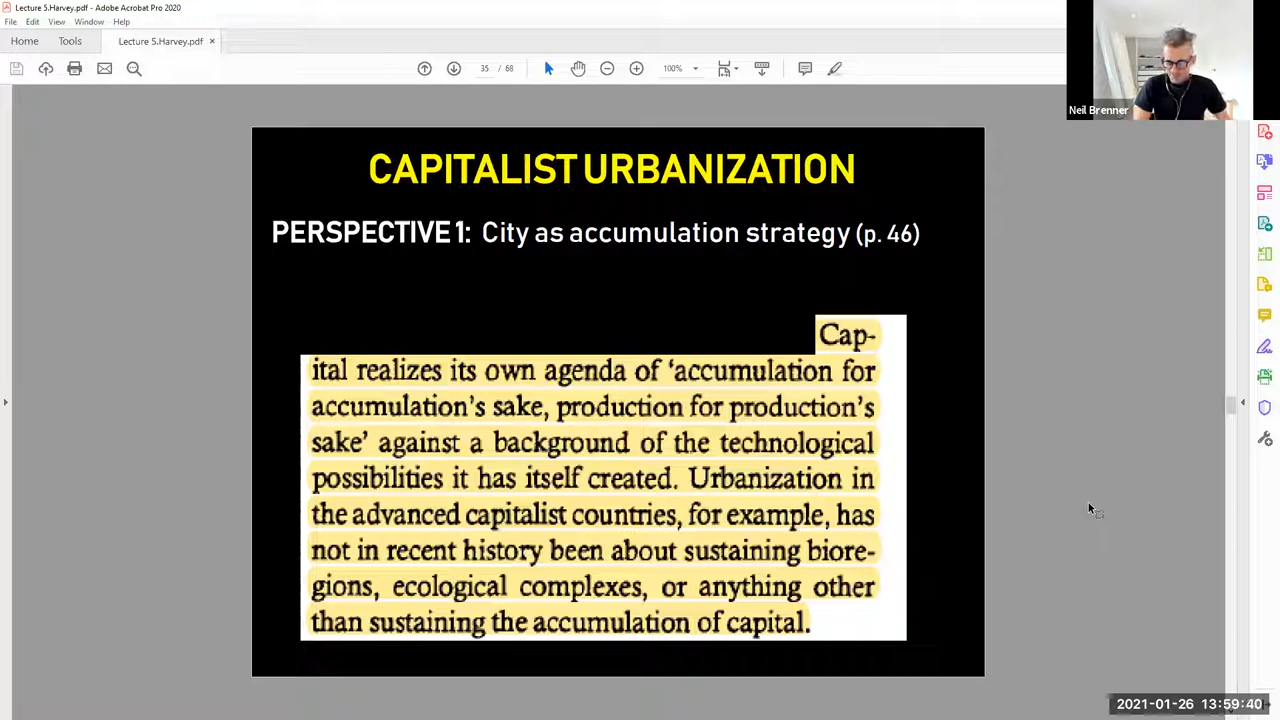 Lecture 5.Harvey.pdf - Adobe Acrobat Pro 2020
File Edit View Window Help
Home Tools Lecture 5.Harvey.pdf ×
35 / 68 100%
Neil Brenner
CAPITALIST URBANIZATION
PERSPECTIVE 1: City as accumulation strategy (p. 46)
Cap-
ital realizes its own agenda of ‘accumulation for
accumulation’s sake, production for production’s
sake’ against a background of the technological
possibilities it has itself created. Urbanization in
the advanced capitalist countries, for example, has
not in recent history been about sustaining biore-
gions, ecological complexes, or anything other
than sustaining the accumulation of capital.
2021-01-26 13:59:40